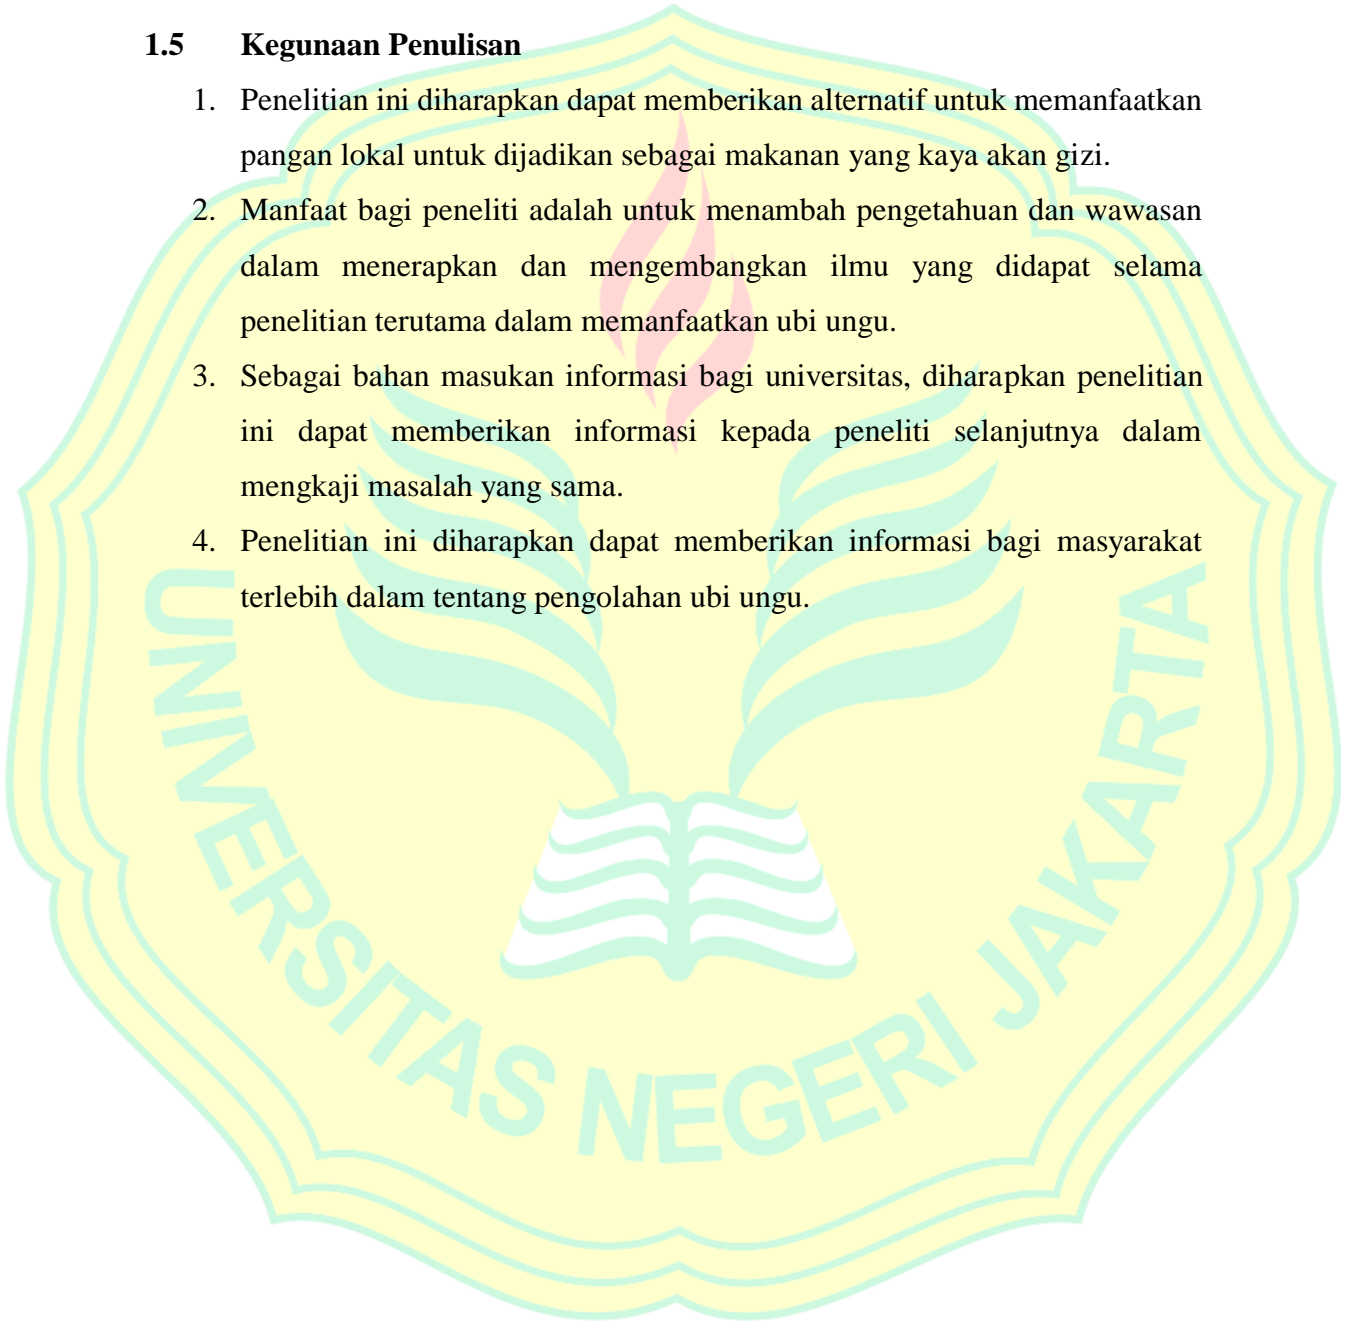 1.5 Kegunaan Penulisan
1. Penelitian ini diharapkan dapat memberikan alternatif untuk memanfaatkan
pangan lokal untuk dijadikan sebagai makanan yang kaya akan gizi.
2. Manfaat bagi peneliti adalah untuk menambah pengetahuan dan wawasan
dalam menerapkan dan mengembangkan ilmu yang didapat selama
penelitian terutama dalam memanfaatkan ubi ungu.
3. Sebagai bahan masukan informasi bagi universitas, diharapkan penelitian
ini dapat memberikan informasi kepada peneliti selanjutnya dalam
mengkaji masalah yang sama.
4. Penelitian ini diharapkan dapat memberikan informasi bagi masyarakat
terlebih dalam tentang pengolahan ubi ungu.
UNIVERSITAS NEGERI JAKARTA